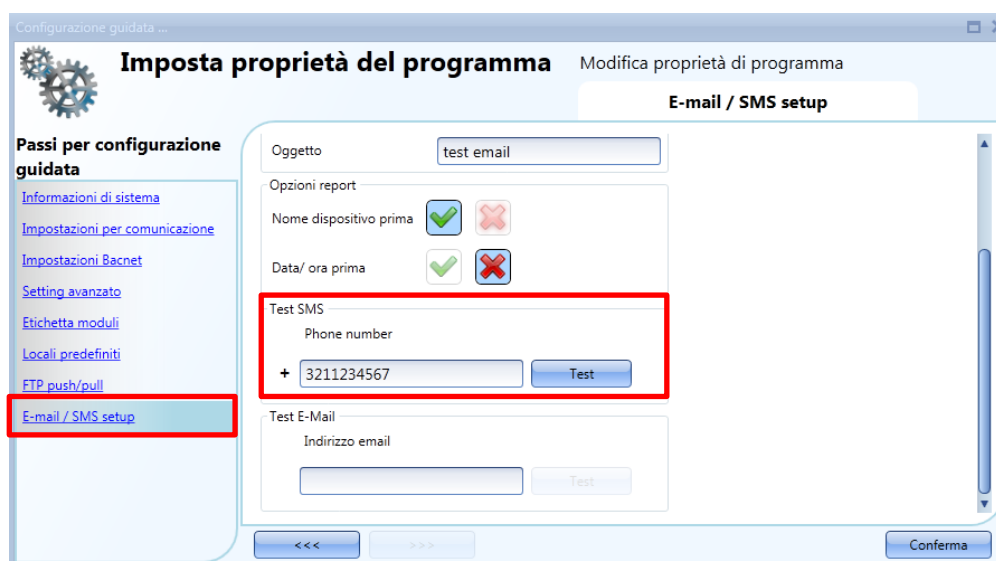 Configurazione guidata ...
Imposta proprietà del programma
Modifica proprietà di programma
E-mail / SMS setup
Passi per configurazione
guidata
Informazioni di sistema
Impostazioni per comunicazione
Impostazioni Bacnet
Setting avanzato
Etichetta moduli
Locali predefiniti
FTP push/pull
E-mail / SMS setup
Oggetto
test email
Opzioni report
Nome dispositivo prima
Data/ ora prima
Test SMS
Phone number
+ 3211234567 Test
Test E-Mail
Indirizzo email
Test
<<< >>> Conferma